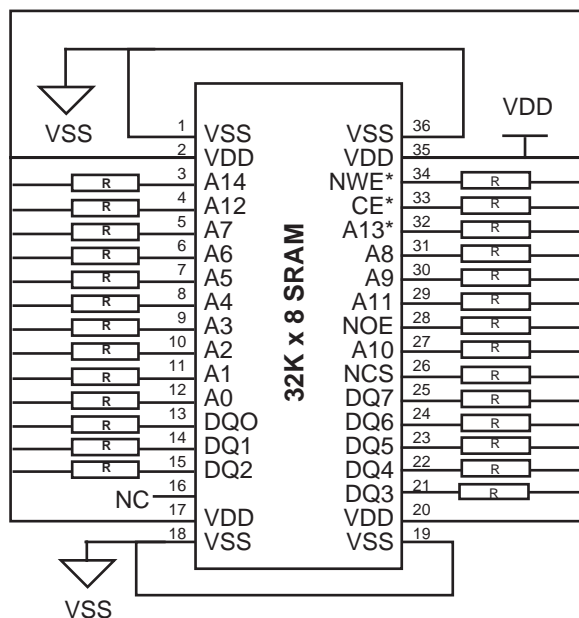 VSS
VDD
1 VSS VSS 36
2 VDD VDD 35
R 3 A14 NWE* 34 R
R 4 A12 CE* 33 R
R 5 A7 A13* 32 R
R 6 A6 A8 31 R
R 7 A5 A9 30 R
R 8 A4 A11 29 R
R 9 A3 NOE 28 R
R 10 A2 A10 27 R
R 11 A1 NCS 26 R
R 12 A0 DQ7 25 R
R 13 DQO DQ6 24 R
R 14 DQ1 DQ5 23 R
R 15 DQ2 DQ4 22 R
NC 16 DQ3 21 R
17 VDD VDD 20
18 VSS VSS 19
32K x 8 SRAM
VSS